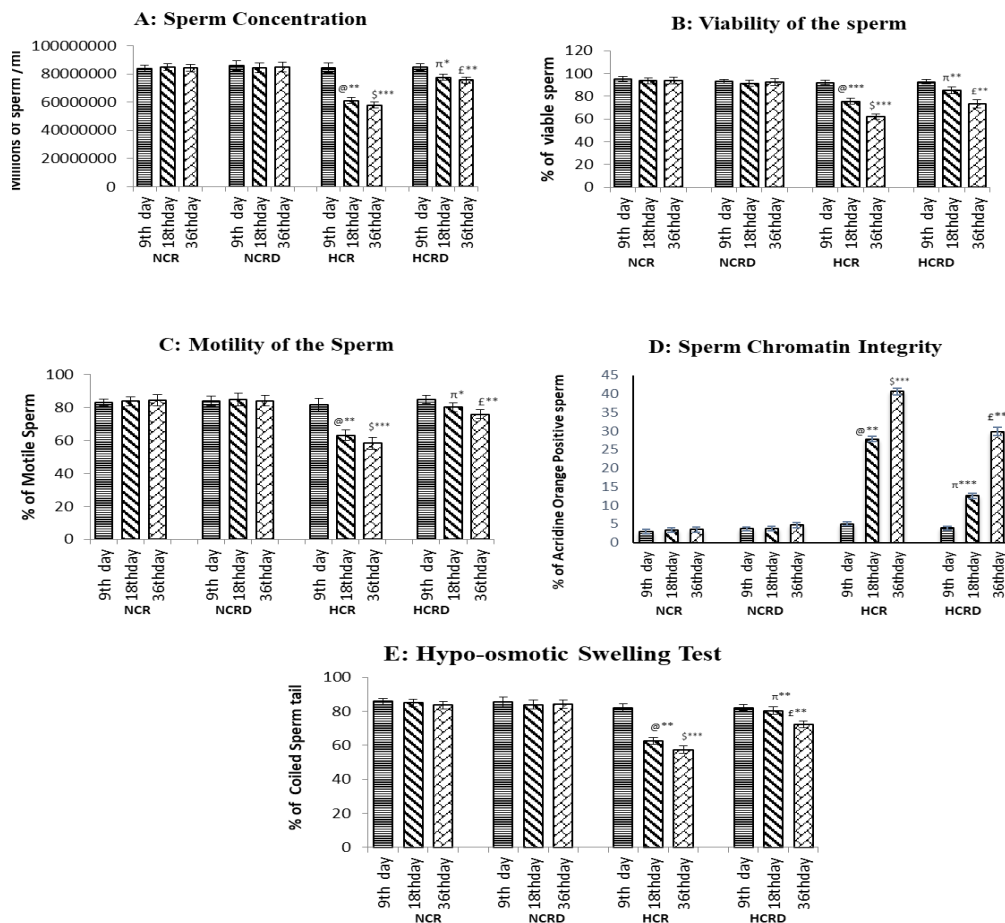 A: Sperm Concentration
Millions of sperm /ml
100000000
80000000
60000000
40000000
20000000
0
@**
$***
π*
£**
9th day
18thday
36thday
9th day
18thday
36thday
9th day
18thday
36thday
9th day
18thday
36thday
NCR
NCRD
HCR
HCRD
B: Viability of the sperm
% of viable sperm
120
100
80
60
40
20
0
@***
$***
π**
£**
9th day
18thday
36thday
9th day
18thday
36thday
9th day
18thday
36thday
9th day
18thday
36thday
NCR
NCRD
HCR
HCRD
C: Motility of the Sperm
% of Motile Sperm
100
80
60
40
20
0
@**
$***
π*
£**
9th day
18thday
36thday
9th day
18thday
36thday
9th day
18thday
36thday
9th day
18thday
36thday
NCR
NCRD
HCR
HCRD
D: Sperm Chromatin Integrity
% of Acridine Orange Positive sperm
45
40
35
30
25
20
15
10
5
0
@**
$***
π***
£**
9th day
18thday
36thday
9th day
18thday
36thday
9th day
18thday
36thday
9th day
18thday
36thday
NCR
NCRD
HCR
HCRD
E: Hypo-osmotic Swelling Test
% of Coiled Sperm tail
100
80
60
40
20
0
@**
$***
π**
£**
9th day
18thday
36thday
9th day
18thday
36thday
9th day
18thday
36thday
9th day
18thday
36thday
NCR
NCRD
HCR
HCRD